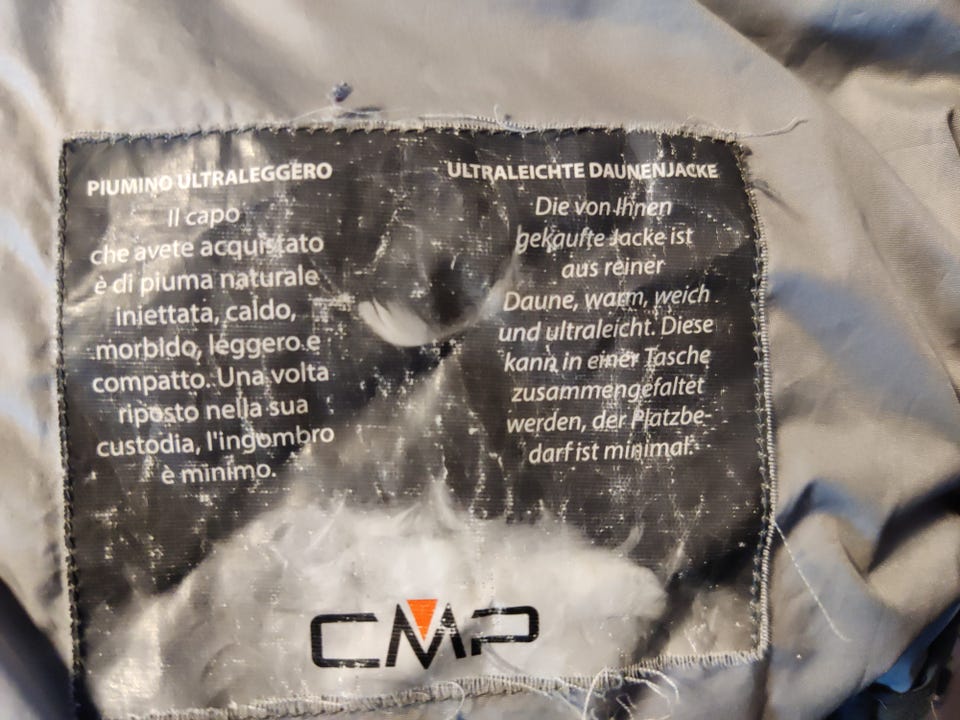 PIUMINO ULTRALEGGERO
Il capo
che avete acquistato
è di piuma naturale
iniettata, caldo,
morbido, leggero e
compatto. Una volta
riposto nella sua
custodia, l'ingombro
è minimo.
ULTRALEICHTE DAUNENJACKE
Die von Ihnen
gekaufte Jacke ist
aus reiner
Daune, warm, weich
und ultraleicht. Diese
kann in einer Tasche
zusammengefaltet
werden, der Platzbe-
darf ist minimal.
CMP